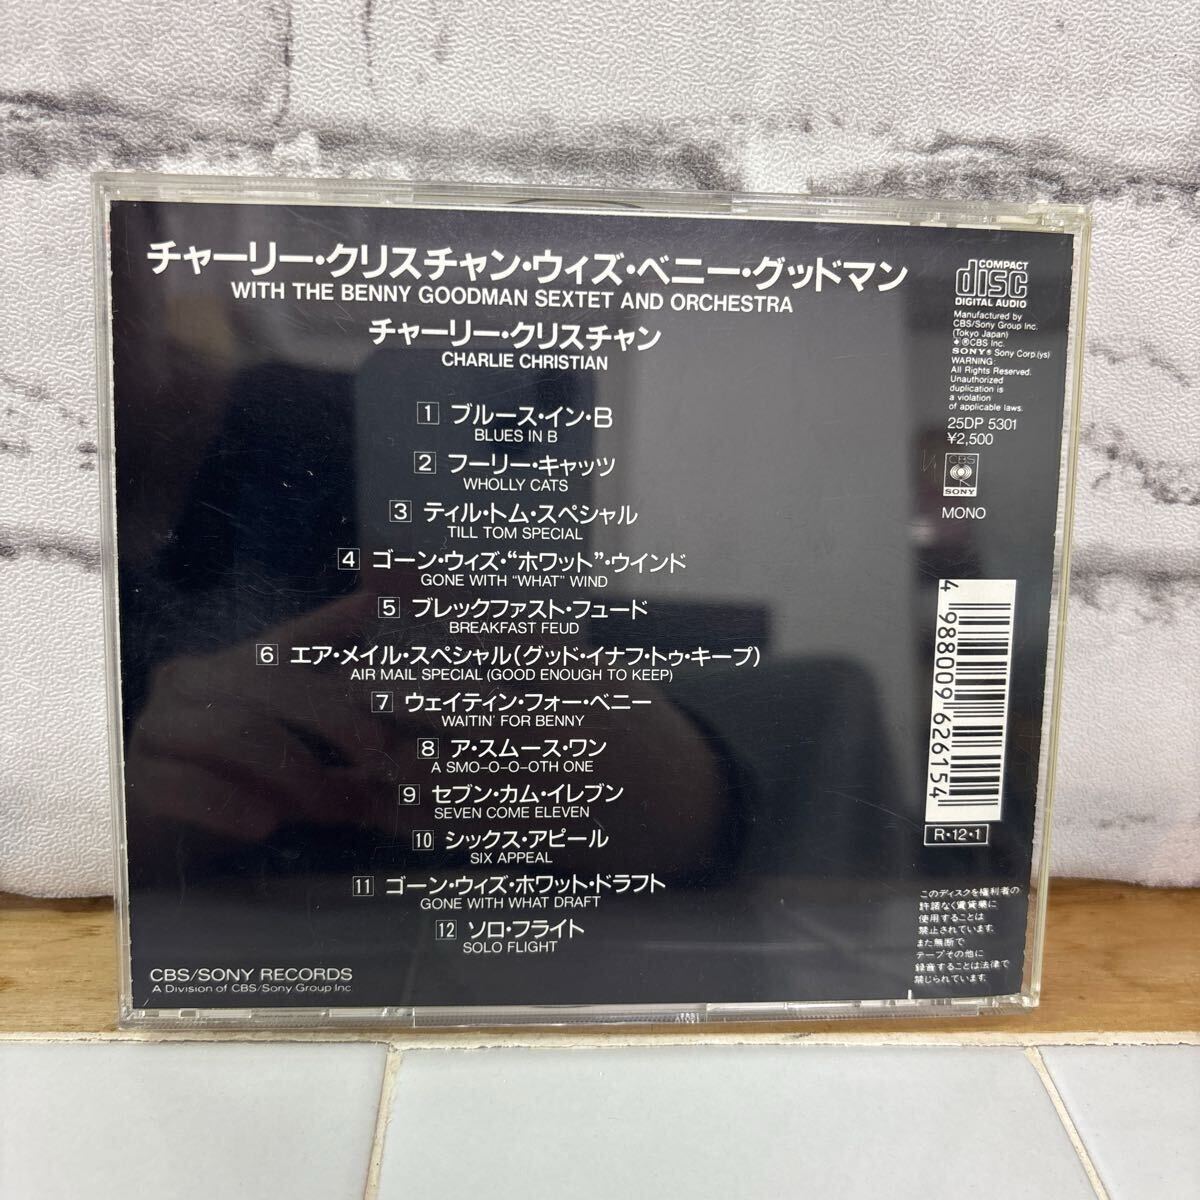 チャーリー・クリスチャン・ウィズ・ベニー・グッドマン
WITH THE BENNY GOODMAN SEXTET AND ORCHESTRA
チャーリー・クリスチャン
CHARLIE CHRISTIAN
1 ブルース・イン・B
BLUES IN B
2 フーリー・キャッツ
WHOLLY CATS
3 ティル・トム・スペシャル
TILL TOM SPECIAL
4 ゴーン・ウィズ・“ホワット”・ウインド
GONE WITH “WHAT” WIND
5 ブレックファスト・フュード
BREAKFAST FEUD
6 エア・メイル・スペシャル(グッド・イナフ・トゥ・キープ)
AIR MAIL SPECIAL (GOOD ENOUGH TO KEEP)
7 ウェイティン・フォー・ベニー
WAITIN' FOR BENNY
8 ア・スムース・ワン
A SMO-O-O-OTH ONE
9 セブン・カム・イレブン
SEVEN COME ELEVEN
10 シックス・アピール
SIX APPEAL
11 ゴーン・ウィズ・ホワット・ドラフト
GONE WITH WHAT DRAFT
12 ソロ・フライト
SOLO FLIGHT
CBS/SONY RECORDS
A Division of CBS/Sony Group Inc.
COMPACT
disc
DIGITAL AUDIO
Manufactured by
CBS/Sony Group Inc.
(Tokyo Japan)
℗CBS Inc.
SONY® Sony Corp.(ys)
WARNING:
All Rights Reserved.
Unauthorized
duplication is
a violation
of applicable laws.
25DP 5301
¥2,500
CBS
SONY
MONO
4 988009 626154
R・12・1
このディスクを権利者の
許諾なく賃貸業に
使用することは
禁止されています。
また無断で
テープその他に
録音することは法律で
禁じられています。